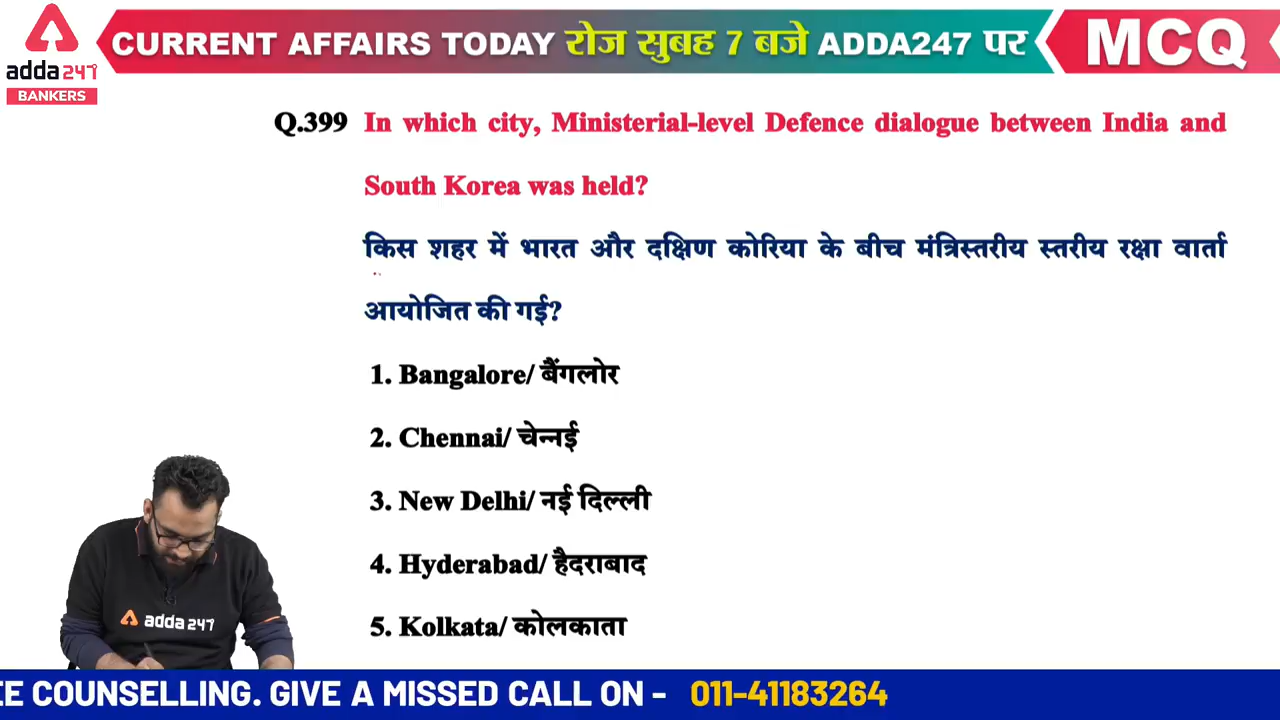 CURRENT AFFAIRS TODAY रोज सुबह 7 बजे ADDA247 पर
MCQ
adda247
BANKERS
Q.399 In which city, Ministerial-level Defence dialogue between India and
South Korea was held?
किस शहर में भारत और दक्षिण कोरिया के बीच मंत्रिस्तरीय स्तरीय रक्षा वार्ता
आयोजित की गई?
1. Bangalore/ बैंगलोर
2. Chennai/ चेन्नई
3. New Delhi/ नई दिल्ली
4. Hyderabad/ हैदराबाद
5. Kolkata/ कोलकाता
adda247
EE COUNSELLING. GIVE A MISSED CALL ON - 011-41183264